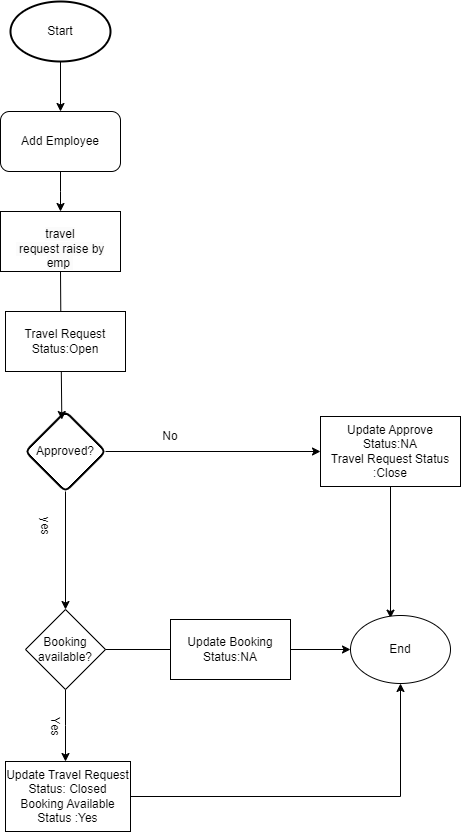 Start
Add Employee
travel
request raise by
emp
Travel Request
Status:Open
Approved?
No
Update Approve
Status:NA
Travel Request Status
:Close
yes
Booking
available?
Update Booking
Status:NA
End
Yes
Update Travel Request
Status: Closed
Booking Available
Status :Yes